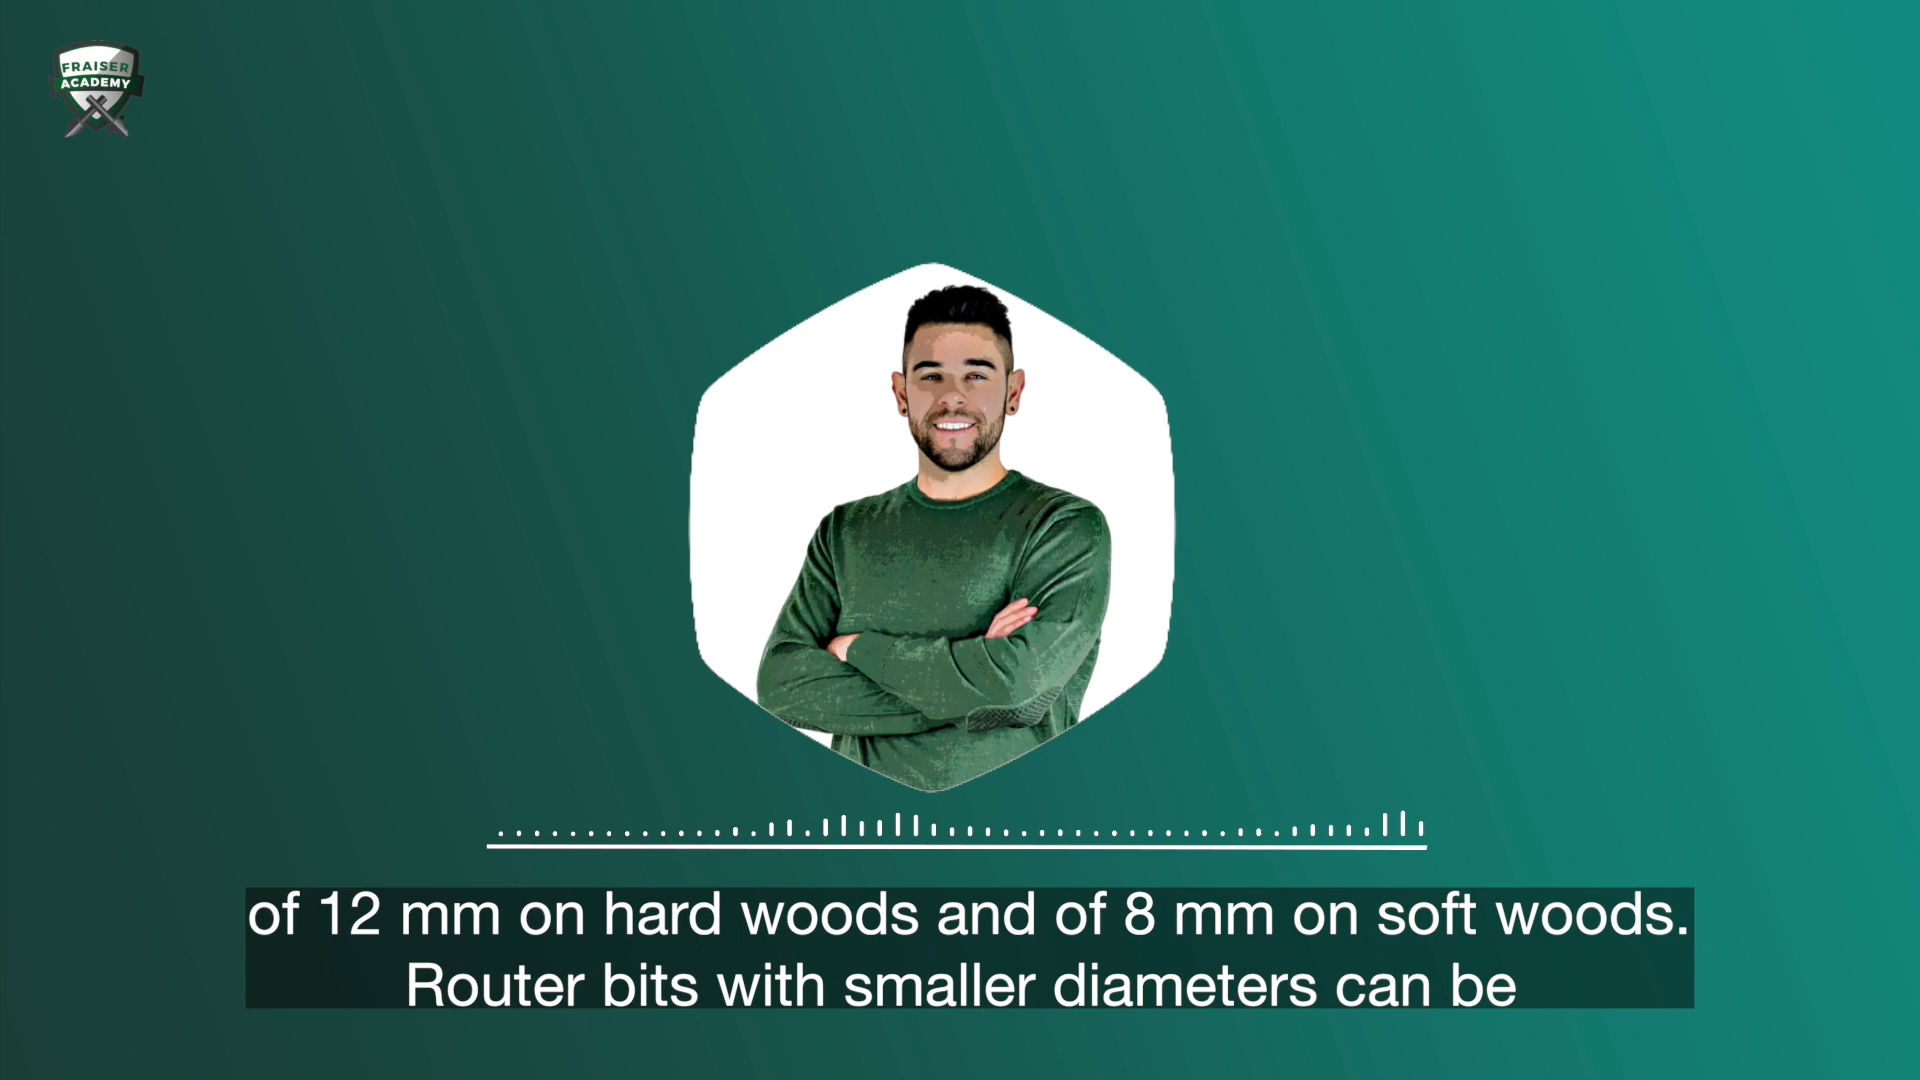 FRAISER
ACADEMY
of 12 mm on hard woods and of 8 mm on soft woods.
Router bits with smaller diameters can be